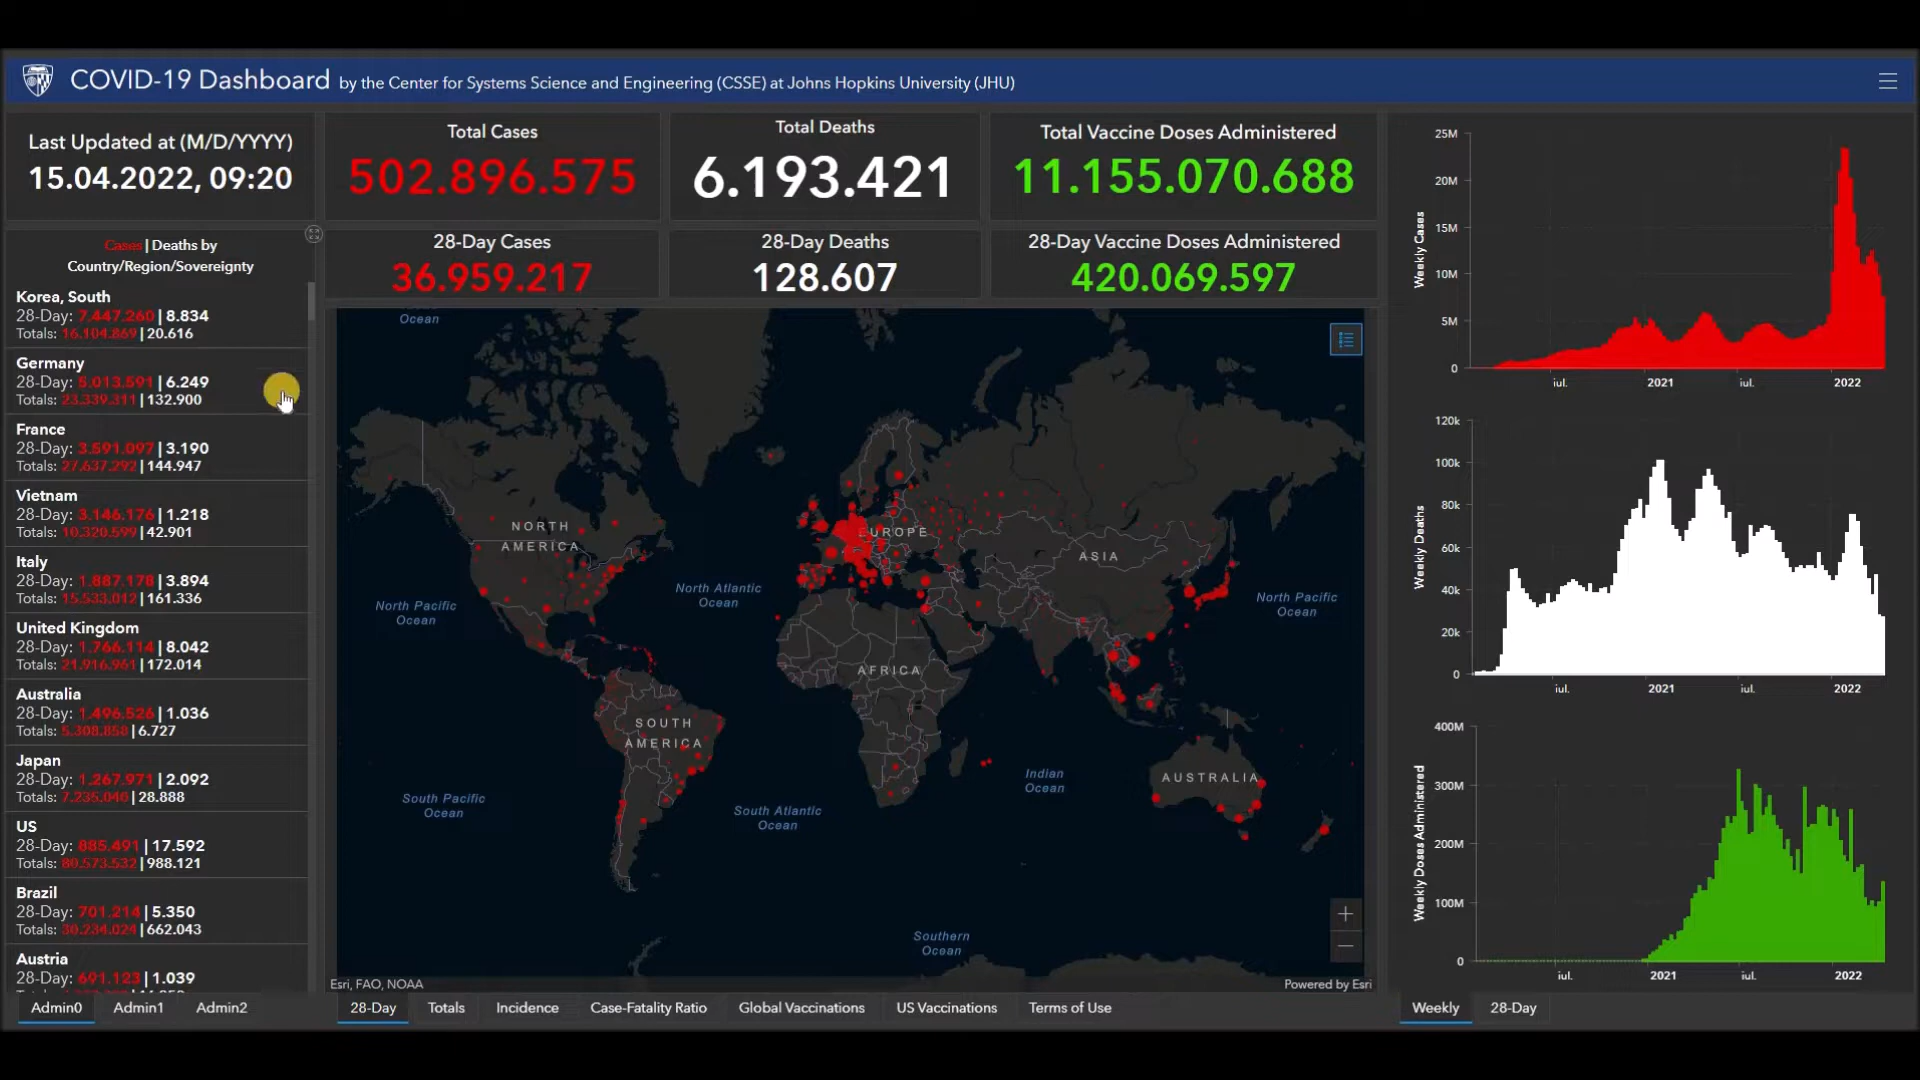 COVID-19 Dashboard by the Center for Systems Science and Engineering (CSSE) at Johns Hopkins University (JHU)
Last Updated at (M/D/YYYY)
15.04.2022, 09:20
Total Cases
502.896.575
Total Deaths
6.193.421
Total Vaccine Doses Administered
11.155.070.688
28-Day Cases
36.959.217
28-Day Deaths
128.607
28-Day Vaccine Doses Administered
420.069.597
Cases | Deaths by
Country/Region/Sovereignty
Korea, South
28-Day: 7.447.260 | 8.834
Totals: 16.104.869 | 20.616
Germany
28-Day: 5.013.591 | 6.249
Totals: 23.339.311 | 132.900
France
28-Day: 3.591.097 | 3.190
Totals: 27.637.292 | 144.947
Vietnam
28-Day: 3.146.176 | 1.218
Totals: 10.320.599 | 42.901
Italy
28-Day: 1.887.178 | 3.894
Totals: 15.533.012 | 161.336
United Kingdom
28-Day: 1.766.114 | 8.042
Totals: 21.916.961 | 172.014
Australia
28-Day: 1.496.526 | 1.036
Totals: 5.308.858 | 6.727
Japan
28-Day: 1.267.971 | 2.092
Totals: 7.235.040 | 28.888
US
28-Day: 885.491 | 17.592
Totals: 80.573.532 | 988.121
Brazil
28-Day: 701.214 | 5.350
Totals: 30.234.024 | 662.043
Austria
28-Day: 691.123 | 1.039
Admin0
Admin1
Admin2
Ocean
NORTH
AMERICA
EUROPE
ASIA
North Atlantic
Ocean
North Pacific
Ocean
North Pacific
Ocean
AFRICA
SOUTH
AMERICA
AUSTRALIA
Indian
Ocean
South Pacific
Ocean
South Atlantic
Ocean
Southern
Ocean
Esri, FAO, NOAA
Powered by Esri
28-Day
Totals
Incidence
Case-Fatality Ratio
Global Vaccinations
US Vaccinations
Terms of Use
Weekly Cases
25M
20M
15M
10M
5M
0
iul.
2021
iul.
2022
Weekly Deaths
120k
100k
80k
60k
40k
20k
0
iul.
2021
iul.
2022
Weekly Doses Administered
400M
300M
200M
100M
0
iul.
2021
iul.
2022
Weekly
28-Day